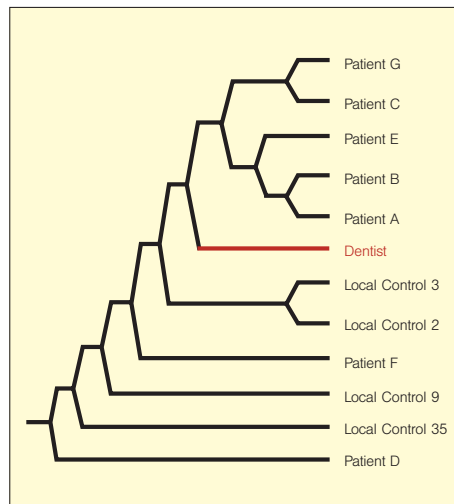 Patient G
Patient C
Patient E
Patient B
Patient A
Dentist
Local Control 3
Local Control 2
Patient F
Local Control 9
Local Control 35
Patient D